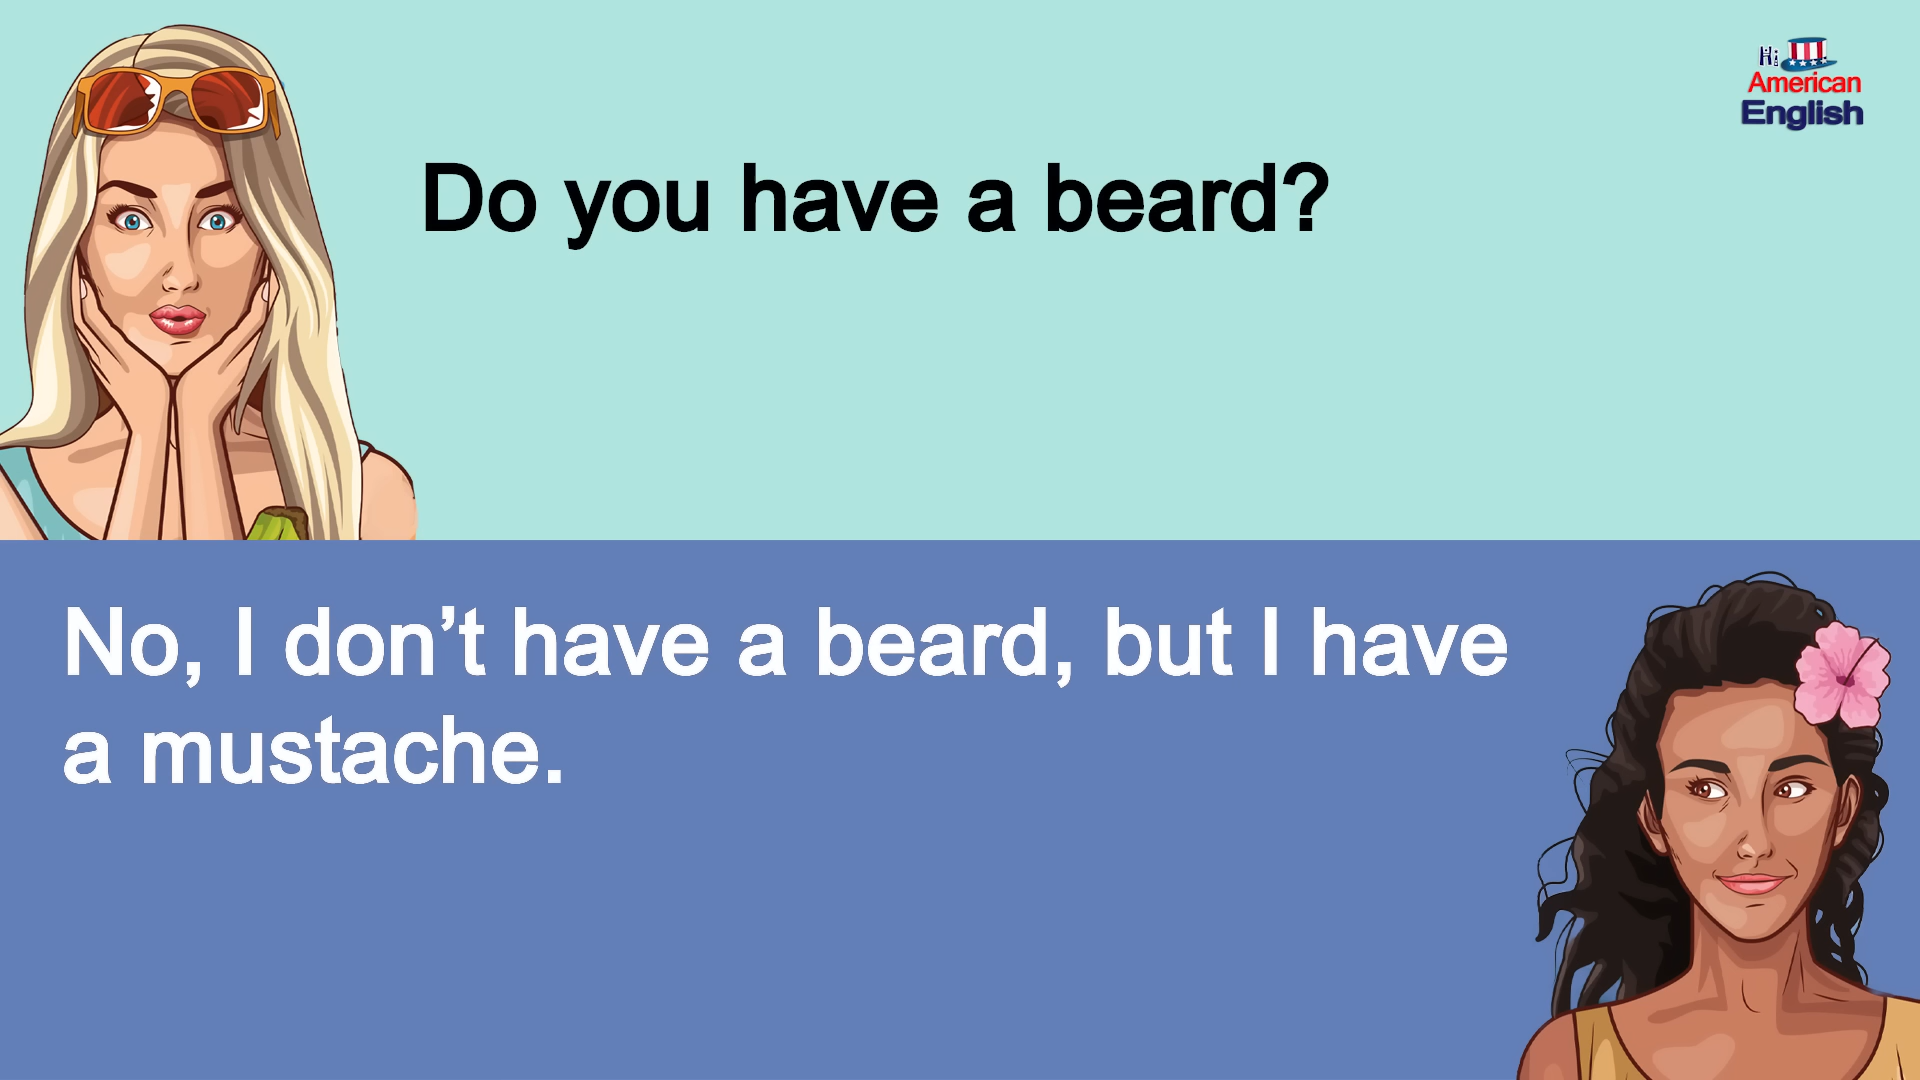 Hi
American
English
Do you have a beard?
No, I don’t have a beard, but I have
a mustache.